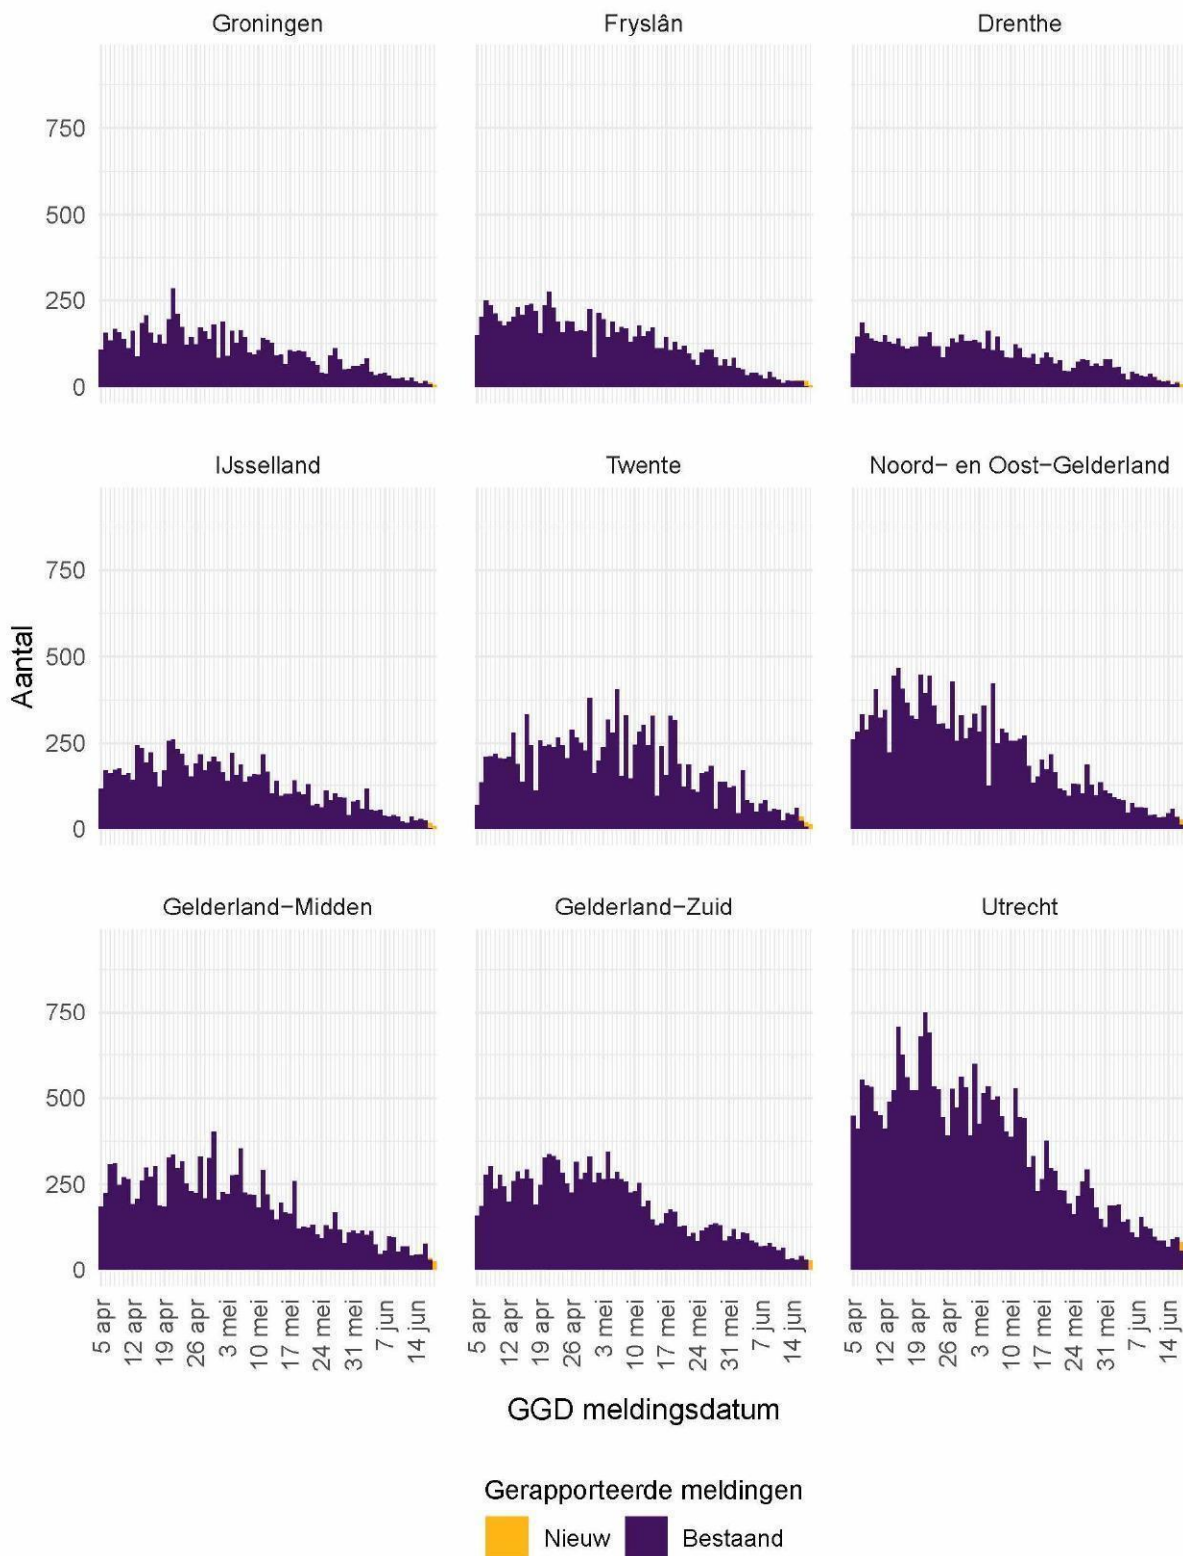 Groningen Fryslân Drenthe
750
500
250
0
IJsselland Twente Noord- en Oost-Gelderland
Aantal
750
500
250
0
Gelderland-Midden Gelderland-Zuid Utrecht
750
500
250
0
5 apr 12 apr 19 apr 26 apr 3 mei 10 mei 17 mei 24 mei 31 mei 7 jun 14 jun 5 apr 12 apr 19 apr 26 apr 3 mei 10 mei 17 mei 24 mei 31 mei 7 jun 14 jun 5 apr 12 apr 19 apr 26 apr 3 mei 10 mei 17 mei 24 mei 31 mei 7 jun 14 jun
GGD meldingsdatum
Gerapporteerde meldingen
Nieuw Bestaand